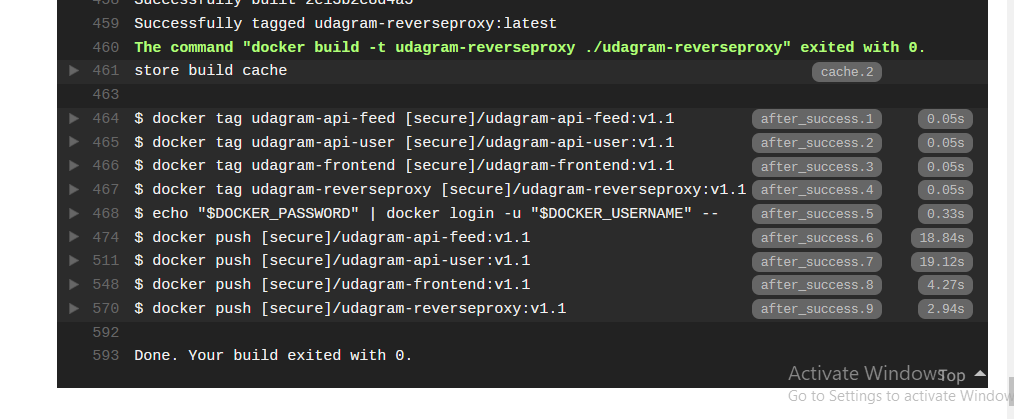 458 Successfully built 2c13b2c8d4a5
459 Successfully tagged udagram-reverseproxy:latest
460 The command "docker build -t udagram-reverseproxy ./udagram-reverseproxy" exited with 0.
461 store build cache cache.2
463
464 $ docker tag udagram-api-feed [secure]/udagram-api-feed:v1.1 after_success.1 0.05s
465 $ docker tag udagram-api-user [secure]/udagram-api-user:v1.1 after_success.2 0.05s
466 $ docker tag udagram-frontend [secure]/udagram-frontend:v1.1 after_success.3 0.05s
467 $ docker tag udagram-reverseproxy [secure]/udagram-reverseproxy:v1.1 after_success.4 0.05s
468 $ echo "$DOCKER_PASSWORD" | docker login -u "$DOCKER_USERNAME" -- after_success.5 0.33s
474 $ docker push [secure]/udagram-api-feed:v1.1 after_success.6 18.84s
511 $ docker push [secure]/udagram-api-user:v1.1 after_success.7 19.12s
548 $ docker push [secure]/udagram-frontend:v1.1 after_success.8 4.27s
570 $ docker push [secure]/udagram-reverseproxy:v1.1 after_success.9 2.94s
592
593 Done. Your build exited with 0.
Activate Windows Top
Go to Settings to activate Window